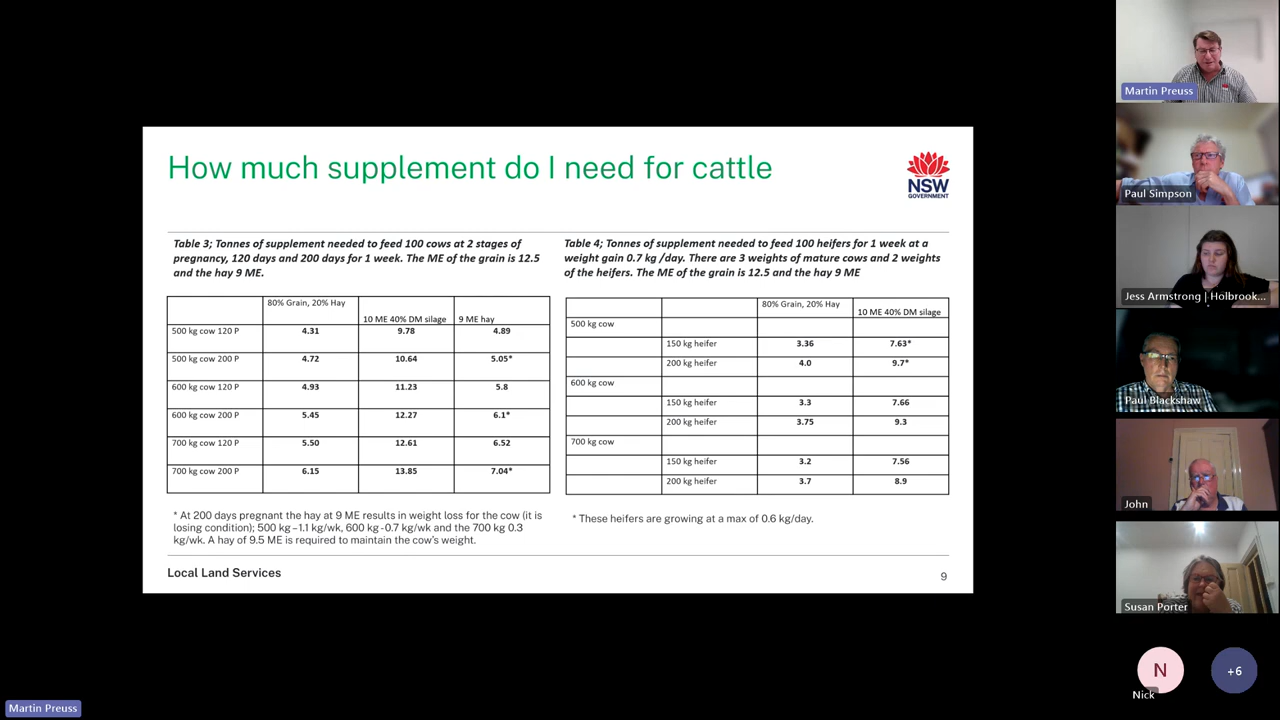 How much supplement do I need for cattle
NSW
GOVERNMENT
Table 3; Tonnes of supplement needed to feed 100 cows at 2 stages of
pregnancy, 120 days and 200 days for 1 week. The ME of the grain is 12.5
and the hay 9 ME.
80% Grain, 20% Hay 10 ME 40% DM silage 9 ME hay
500 kg cow 120 P 4.31 9.78 4.89
500 kg cow 200 P 4.72 10.64 5.05*
600 kg cow 120 P 4.93 11.23 5.8
600 kg cow 200 P 5.45 12.27 6.1*
700 kg cow 120 P 5.50 12.61 6.52
700 kg cow 200 P 6.15 13.85 7.04*
* At 200 days pregnant the hay at 9 ME results in weight loss for the cow (it is
losing condition); 500 kg – 1.1 kg/wk, 600 kg -0.7 kg/wk and the 700 kg 0.3
kg/wk. A hay of 9.5 ME is required to maintain the cow's weight.
Table 4; Tonnes of supplement needed to feed 100 heifers for 1 week at a
weight gain 0.7 kg /day. There are 3 weights of mature cows and 2 weights
of the heifers. The ME of the grain is 12.5 and the hay 9 ME
80% Grain, 20% Hay 10 ME 40% DM silage
500 kg cow
150 kg heifer 3.36 7.63*
200 kg heifer 4.0 9.7*
600 kg cow
150 kg heifer 3.3 7.66
200 kg heifer 3.75 9.3
700 kg cow
150 kg heifer 3.2 7.56
200 kg heifer 3.7 8.9
* These heifers are growing at a max of 0.6 kg/day.
Local Land Services
9
Martin Preuss
Paul Simpson
Jess Armstrong | Holbrook...
Paul Blackshaw
John
Susan Porter
N
Nick
+6
Martin Preuss